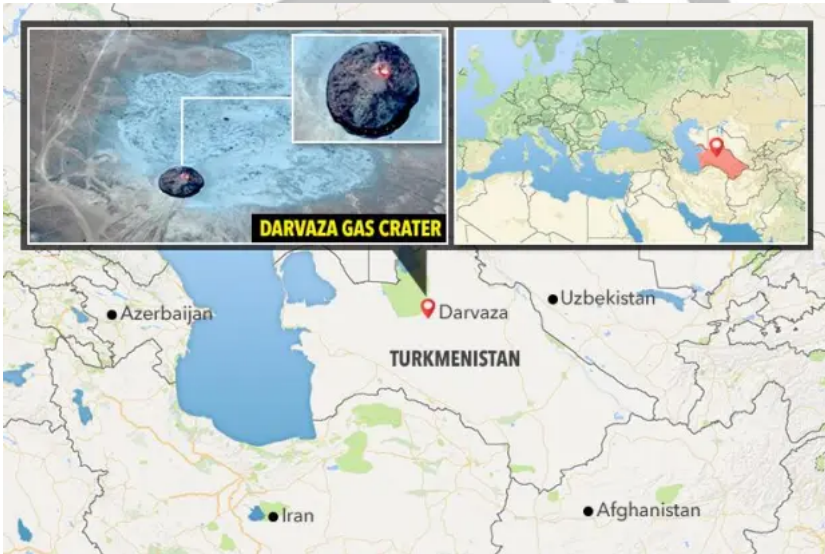 DARVAZA GAS CRATER
Azerbaijan
Darvaza
Uzbekistan
TURKMENISTAN
Iran
Afghanistan